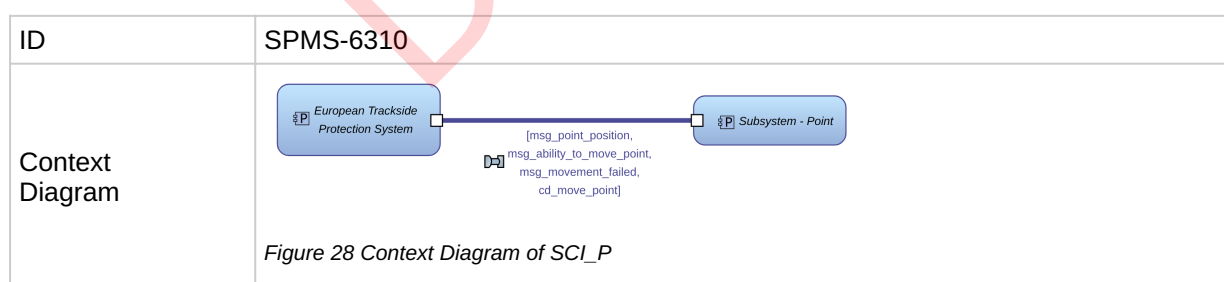 ID
SPMS-6310
Context
Diagram
P European Trackside
Protection System
P Subsystem - Point
[msg_point_position,
msg_ability_to_move_point,
msg_movement_failed,
cd_move_point]
Figure 28 Context Diagram of SCI_P